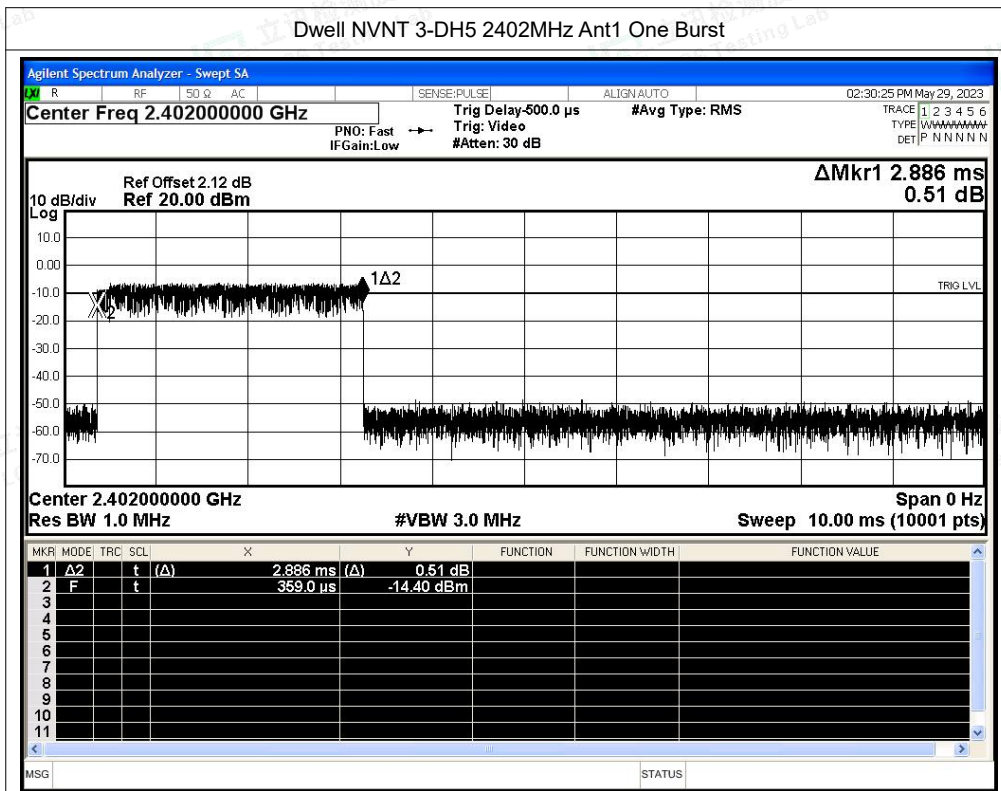 Dwell NVNT 3-DH5 2402MHz Ant1 One Burst
Agilent Spectrum Analyzer - Swept SA
LXI R RF 50 Ω AC SENSE:PULSE ALIGN AUTO 02:30:25 PM May 29, 2023
Center Freq 2.402000000 GHz
PNO: Fast
IFGain:Low
Trig Delay-500.0 µs
Trig: Video
#Atten: 30 dB
#Avg Type: RMS
TRACE 1 2 3 4 5 6
TYPE WWWWWW
DET P N N N N N
ΔMkr1 2.886 ms
0.51 dB
Ref Offset 2.12 dB
10 dB/div Ref 20.00 dBm
Log
10.0
0.00
1Δ2
-10.0
TRIG LVL
2
-20.0
-30.0
-40.0
-50.0
-60.0
-70.0
Center 2.402000000 GHz Span 0 Hz
Res BW 1.0 MHz #VBW 3.0 MHz Sweep 10.00 ms (10001 pts)
MKR MODE TRC SCL X Y FUNCTION FUNCTION WIDTH FUNCTION VALUE
1 Δ2 t (Δ) 2.886 ms (Δ) 0.51 dB
2 F t 359.0 µs -14.40 dBm
3
4
5
6
7
8
9
10
11
MSG STATUS